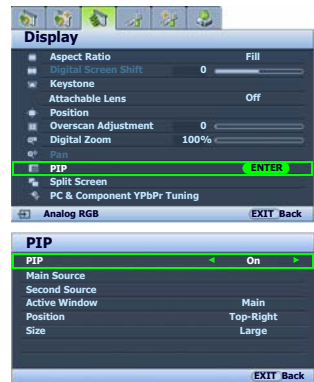 Display
Aspect Ratio Fill
Digital Screen Shift 0
Keystone
Attachable Lens Off
Position
Overscan Adjustment 0
Digital Zoom 100%
Pan
PIP ENTER
Split Screen
PC & Component YPbPr Tuning
Analog RGB EXIT Back
PIP
PIP On
Main Source
Second Source
Active Window Main
Position Top-Right
Size Large
EXIT Back